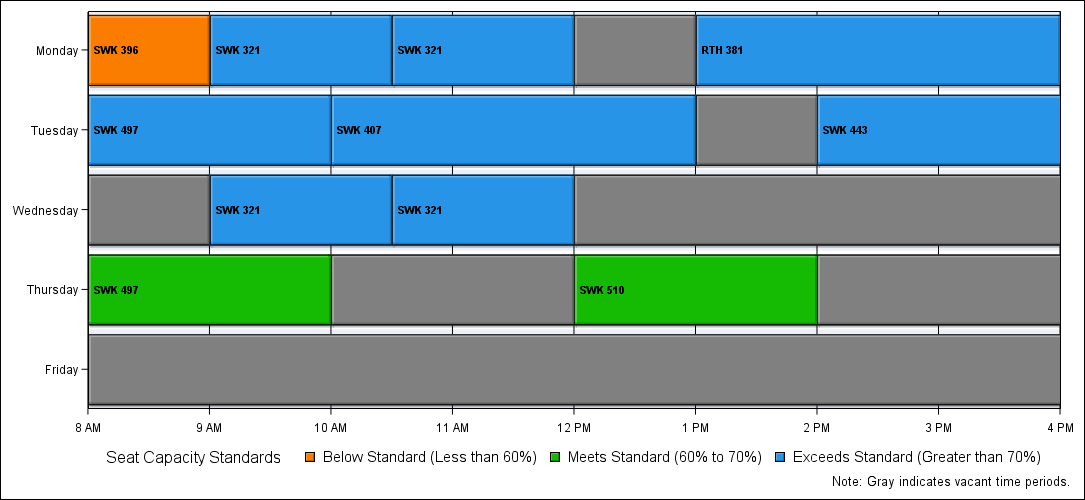 Monday
SWK 396
SWK 321
SWK 321
RTH 381
Tuesday
SWK 497
SWK 407
SWK 443
Wednesday
SWK 321
SWK 321
Thursday
SWK 497
SWK 510
Friday
8 AM 9 AM 10 AM 11 AM 12 PM 1 PM 2 PM 3 PM 4 PM
Seat Capacity Standards Below Standard (Less than 60%) Meets Standard (60% to 70%) Exceeds Standard (Greater than 70%)
Note: Gray indicates vacant time periods.